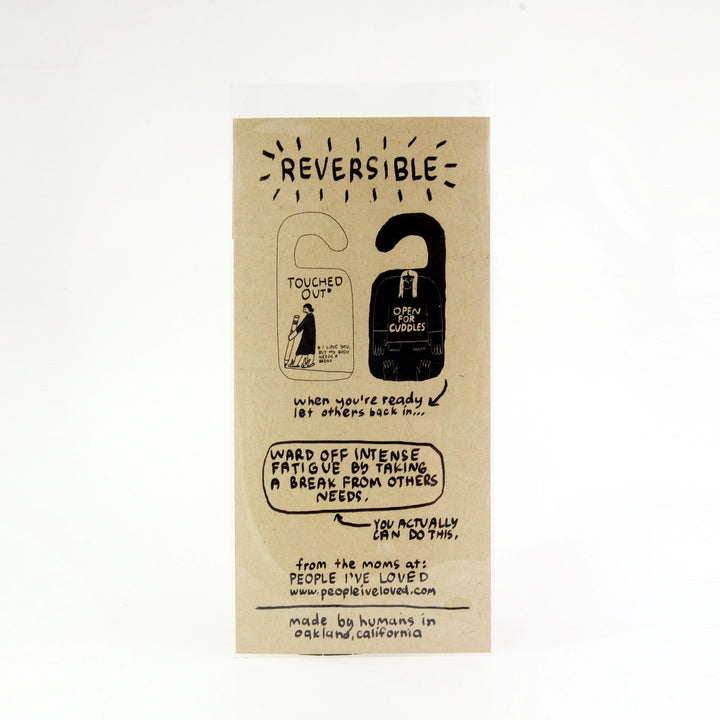 REVERSIBLE
TOUCHED
OUT*
* I LOVE YOU,
BUT MY BODY
NEEDS A
BREAK
OPEN
FOR
CUDDLES
when you're ready
let others back in...
WARD OFF INTENSE
FATIGUE BY TAKING
A BREAK FROM OTHERS
NEEDS.
YOU ACTUALLY
CAN DO THIS.
from the moms at:
PEOPLE I'VE LOVED
www.peopleiveloved.com
made by humans in
oakland, california